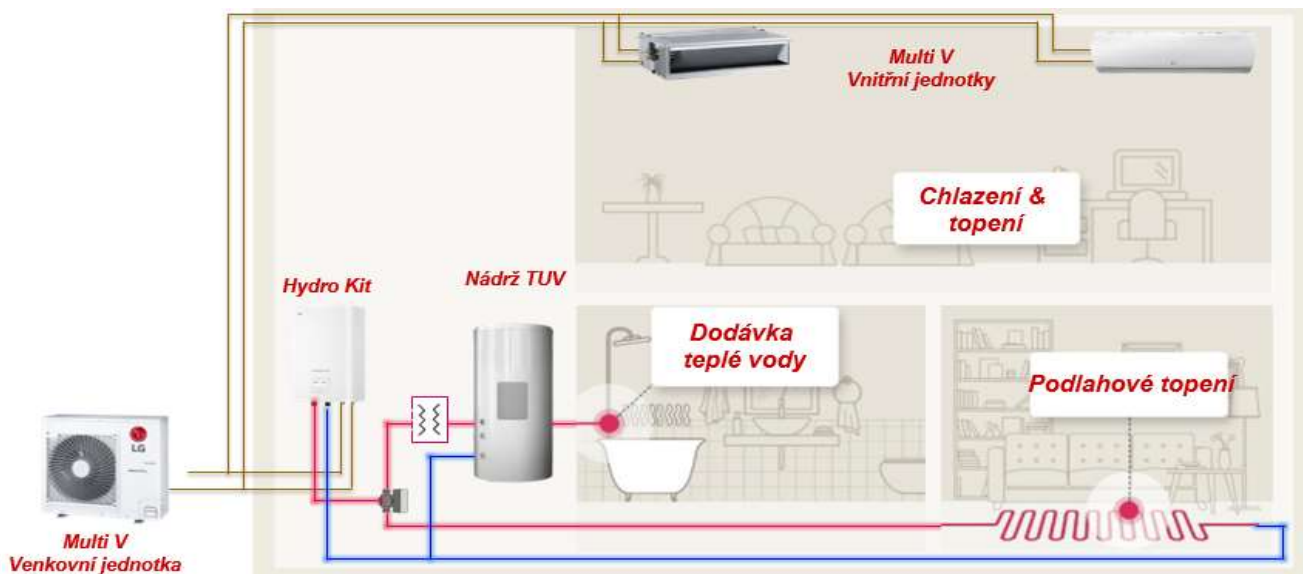 Multi V
Vnitřní jednotky
Chlazení &
topení
Hydro Kit
Nádrž TUV
Dodávka
teplé vody
Podlahové topení
LG
Multi V
Venkovní jednotka